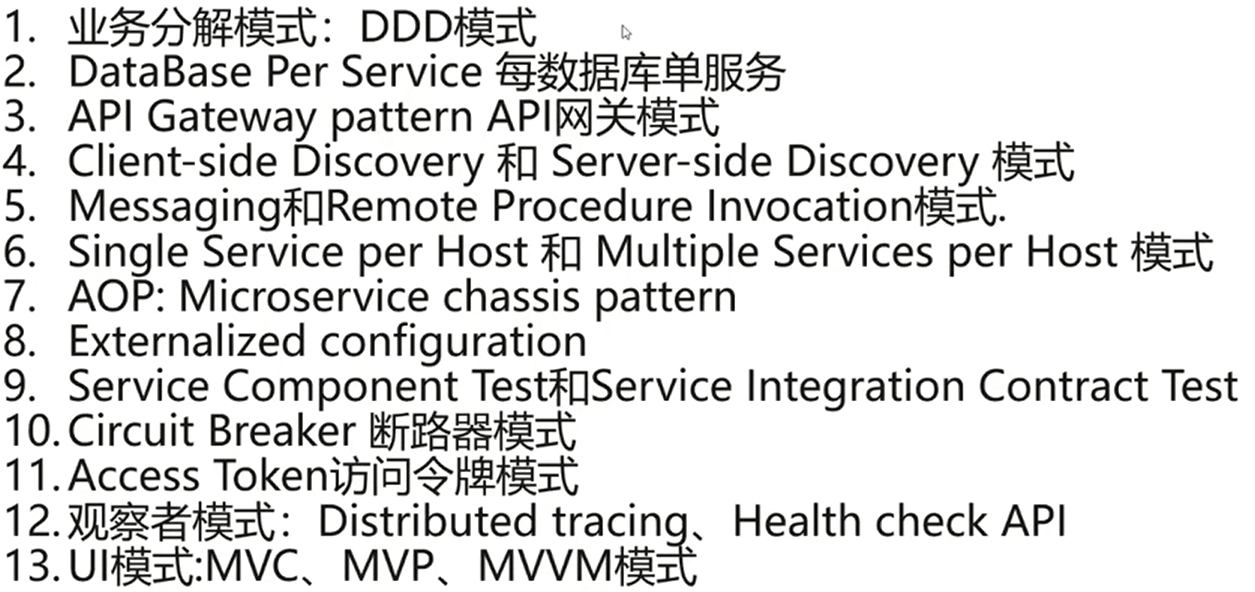 1. 业务分解模式：DDD模式
2. DataBase Per Service 每数据库单服务
3. API Gateway pattern API网关模式
4. Client-side Discovery 和 Server-side Discovery 模式
5. Messaging和Remote Procedure Invocation模式.
6. Single Service per Host 和 Multiple Services per Host 模式
7. AOP: Microservice chassis pattern
8. Externalized configuration
9. Service Component Test和Service Integration Contract Test
10. Circuit Breaker 断路器模式
11. Access Token访问令牌模式
12. 观察者模式：Distributed tracing、Health check API
13. UI模式:MVC、MVP、MVVM模式